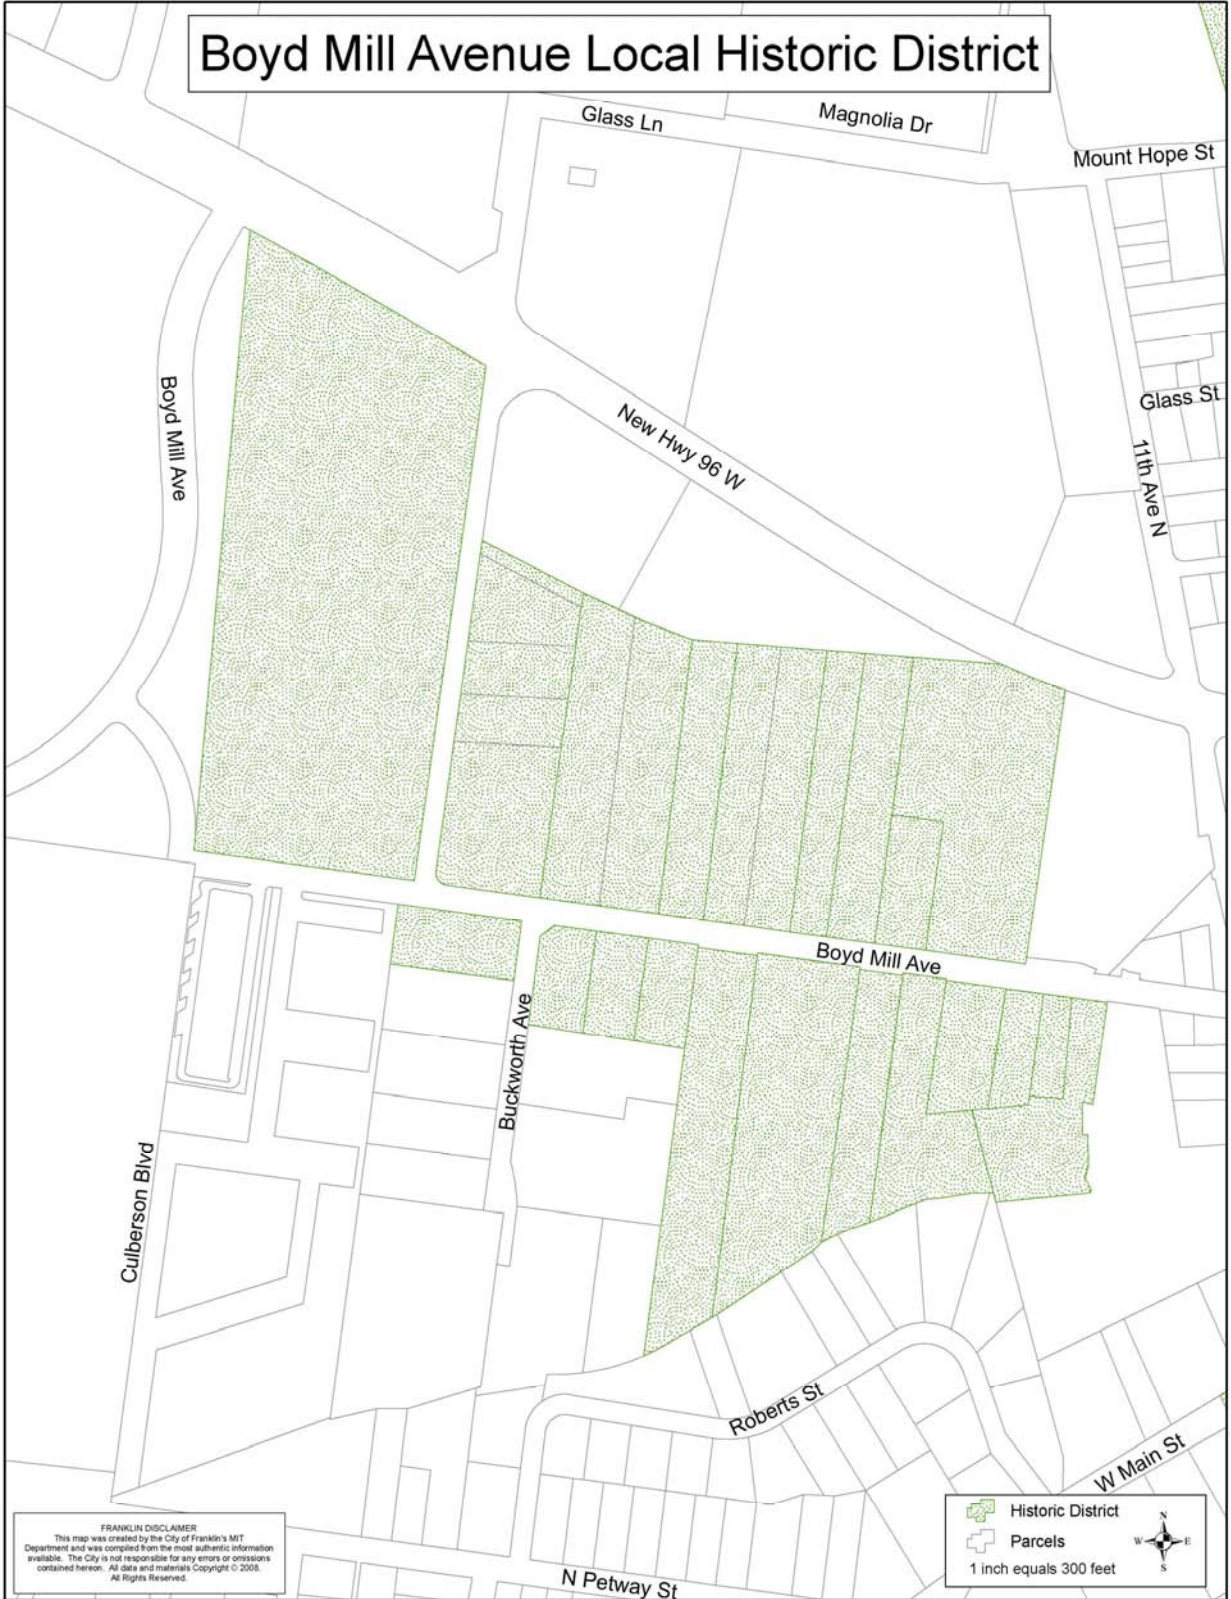 Boyd Mill Avenue Local Historic District
Glass Ln
Magnolia Dr
Mount Hope St
Boyd Mill Ave
New Hwy 96 W
Glass St
11th Ave N
Boyd Mill Ave
Buckworth Ave
Culberson Blvd
Roberts St
W Main St
N Petway St
FRANKLIN DISCLAIMER
This map was created by the City of Franklin's MIT
Department and was compiled from the most authentic information
available. The City is not responsible for any errors or omissions
contained hereon. All data and materials Copyright © 2008.
All Rights Reserved.
Historic District
Parcels
1 inch equals 300 feet
N
W E
S